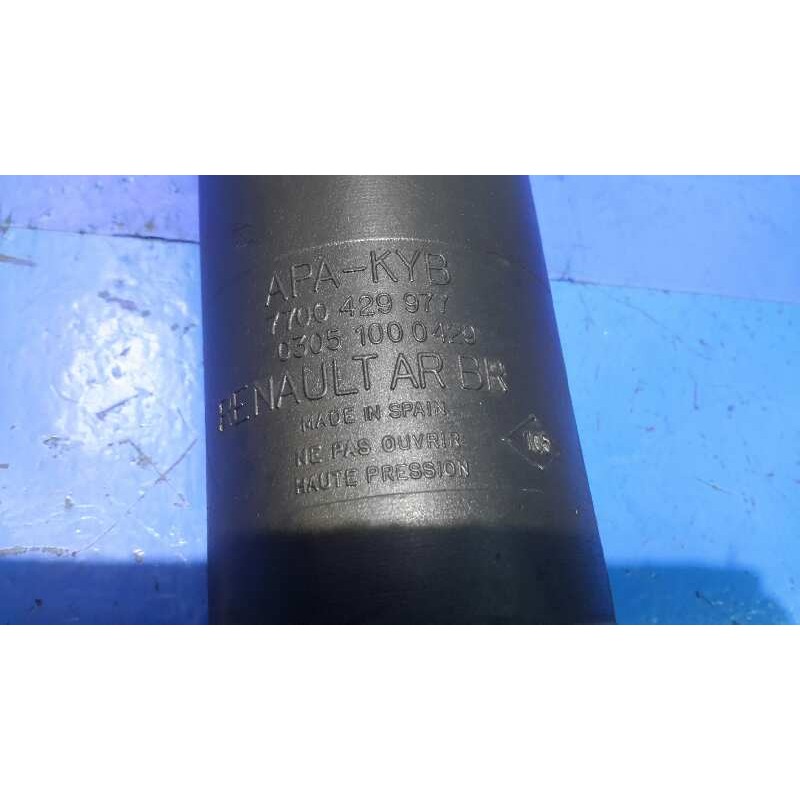 APA-KYB
7700 429 977
0305 100 0429
RENAULT AR BR
MADE IN SPAIN
NE PAS OUVRIR
HAUTE PRESSION